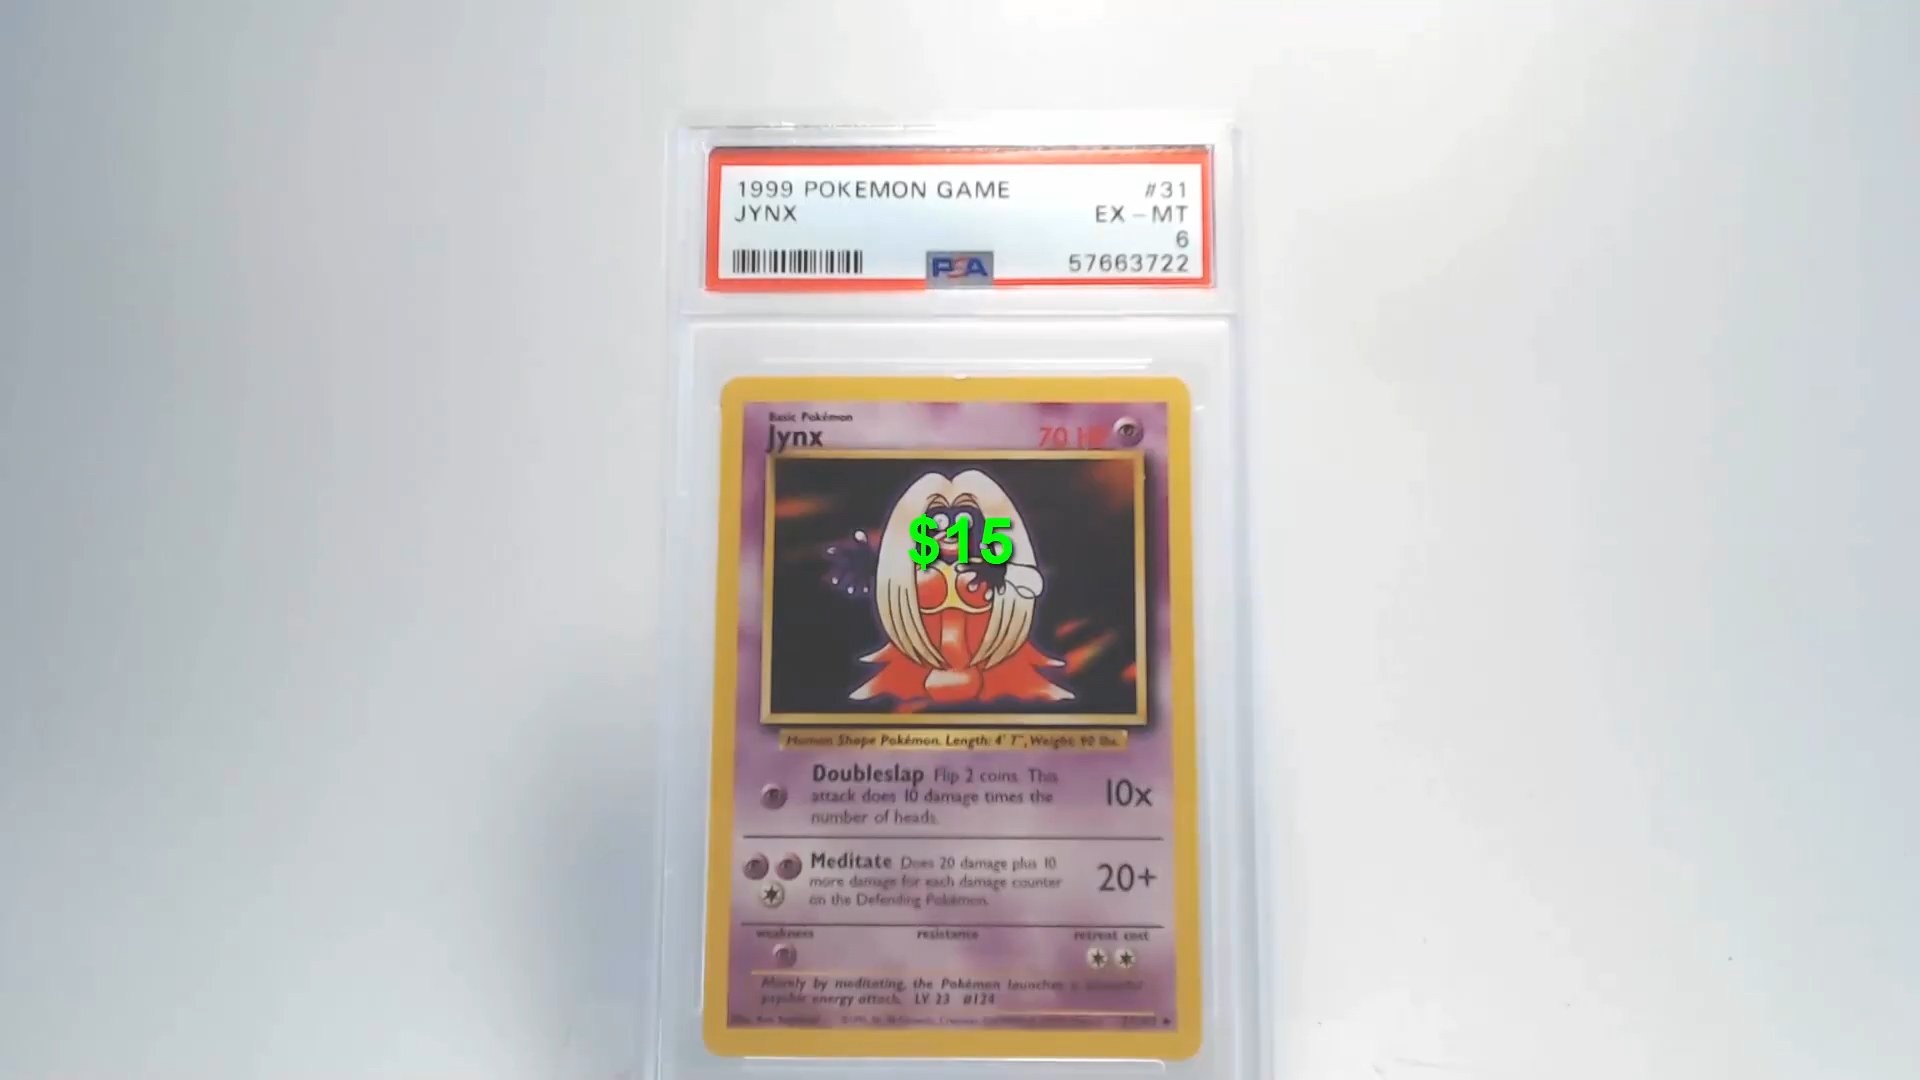 1999 POKEMON GAME #31
JYNX EX - MT
6
PSA 57663722
Basic Pokémon
Jynx 70 HP
$15
Human Shape Pokémon. Length: 4' 7", Weight: 90 lbs.
Doubleslap Flip 2 coins. This
attack does 10 damage times the
number of heads.
10x
Meditate Does 20 damage plus 10
more damage for each damage counter
on the Defending Pokémon.
20+
weakness resistance retreat cost
Merely by meditating, the Pokémon launches a powerful
psychic energy attack. LV. 23 #124